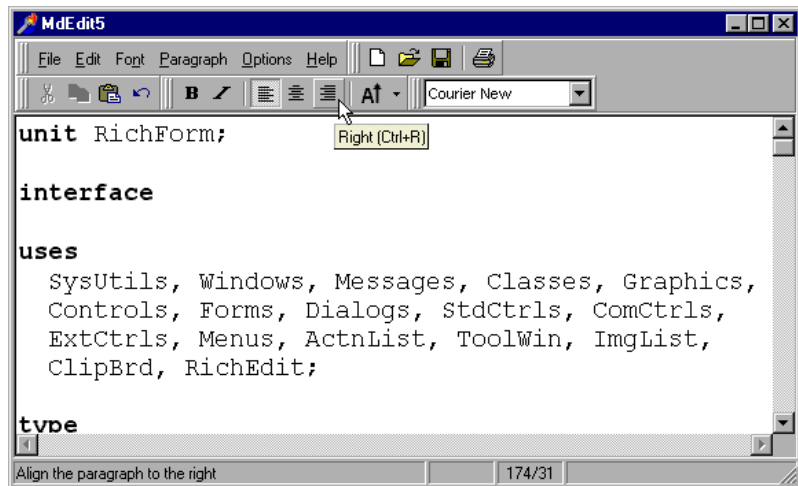 MdEdit5
File Edit Font Paragraph Options Help
B I A Courier New
unit RichForm;
Right (Ctrl+R)
interface
uses
SysUtils, Windows, Messages, Classes, Graphics,
Controls, Forms, Dialogs, StdCtrls, ComCtrls,
ExtCtrls, Menus, ActnList, ToolWin, ImgList,
ClipBrd, RichEdit;
type
Align the paragraph to the right 174/31